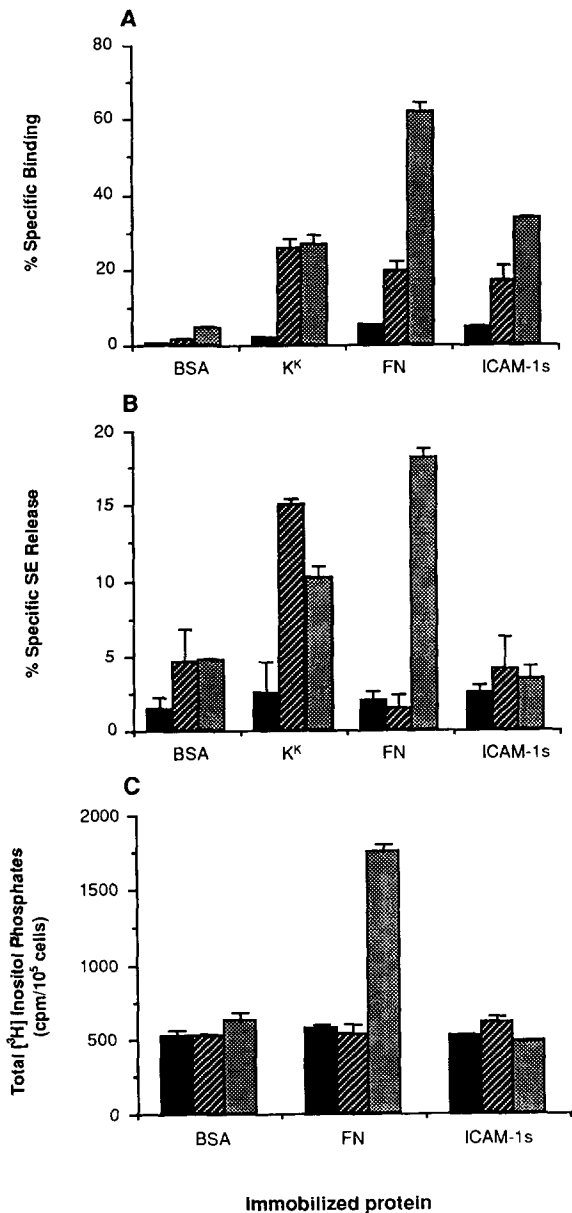 A
% Specific Binding
80
60
40
20
0
BSA Kᴷ FN ICAM-1s
B
% Specific SE Release
20
15
10
5
0
BSA Kᴷ FN ICAM-1s
C
Total [³H] Inositol Phosphates
(cpm/10⁵ cells)
2000
1500
1000
500
0
BSA FN ICAM-1s
Immobilized protein